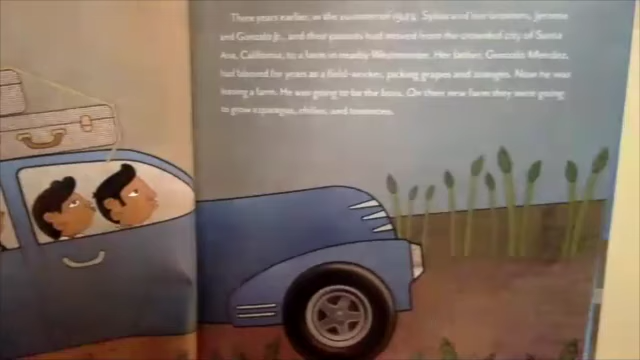 Three years earlier, in the summer of 1944, Sylvia and her brothers, Jerome
and Gonzalo Jr., and their parents had moved from the crowded city of Santa
Ana, California, to a farm in nearby Westminster. Her father, Gonzalo Mendez,
had labored for years as a field-worker, picking grapes and oranges. Now he was
leasing a farm. He was going to be the boss. On their new farm they were going
to grow asparagus, chilies, and tomatoes.